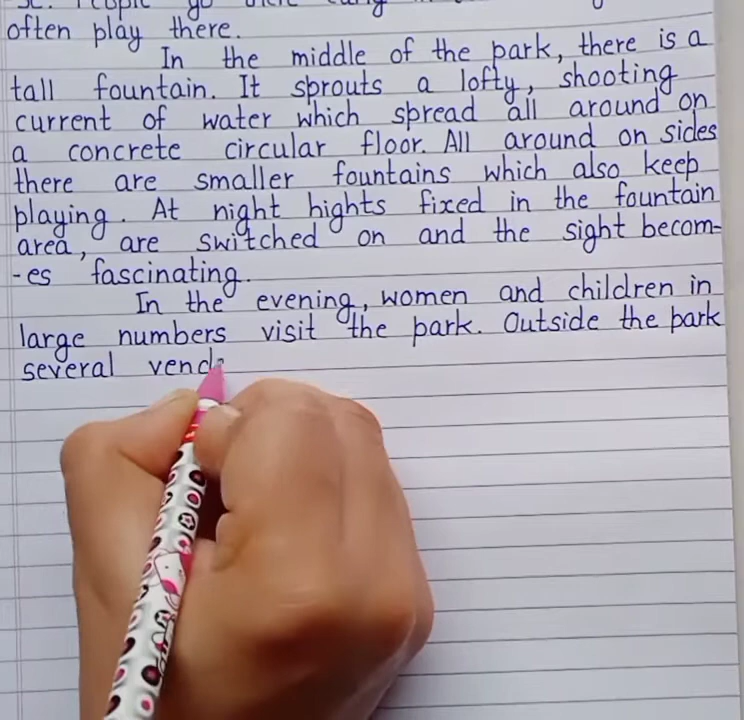 often play there.
In the middle of the park, there is a
tall fountain. It sprouts a lofty, shooting
current of water which spread all around on
a concrete circular floor. All around on sides
there are smaller fountains which also keep
playing. At night hights fixed in the fountain
area, are switched on and the sight becom-
-es fascinating.
In the evening, women and children in
large numbers visit the park. Outside the park
several vend